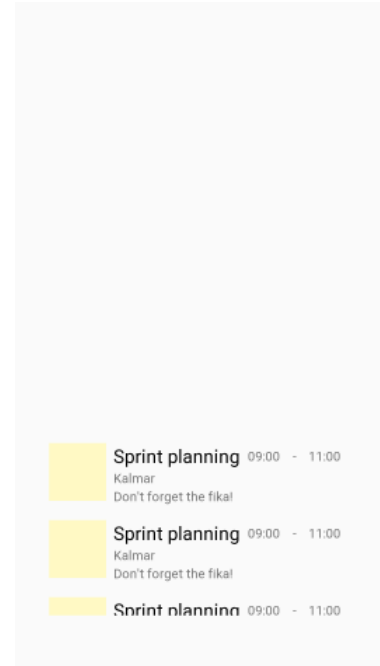 Sprint planning 09:00 - 11:00
Kalmar
Don't forget the fika!
Sprint planning 09:00 - 11:00
Kalmar
Don't forget the fika!
Sprint planning 09:00 - 11:00